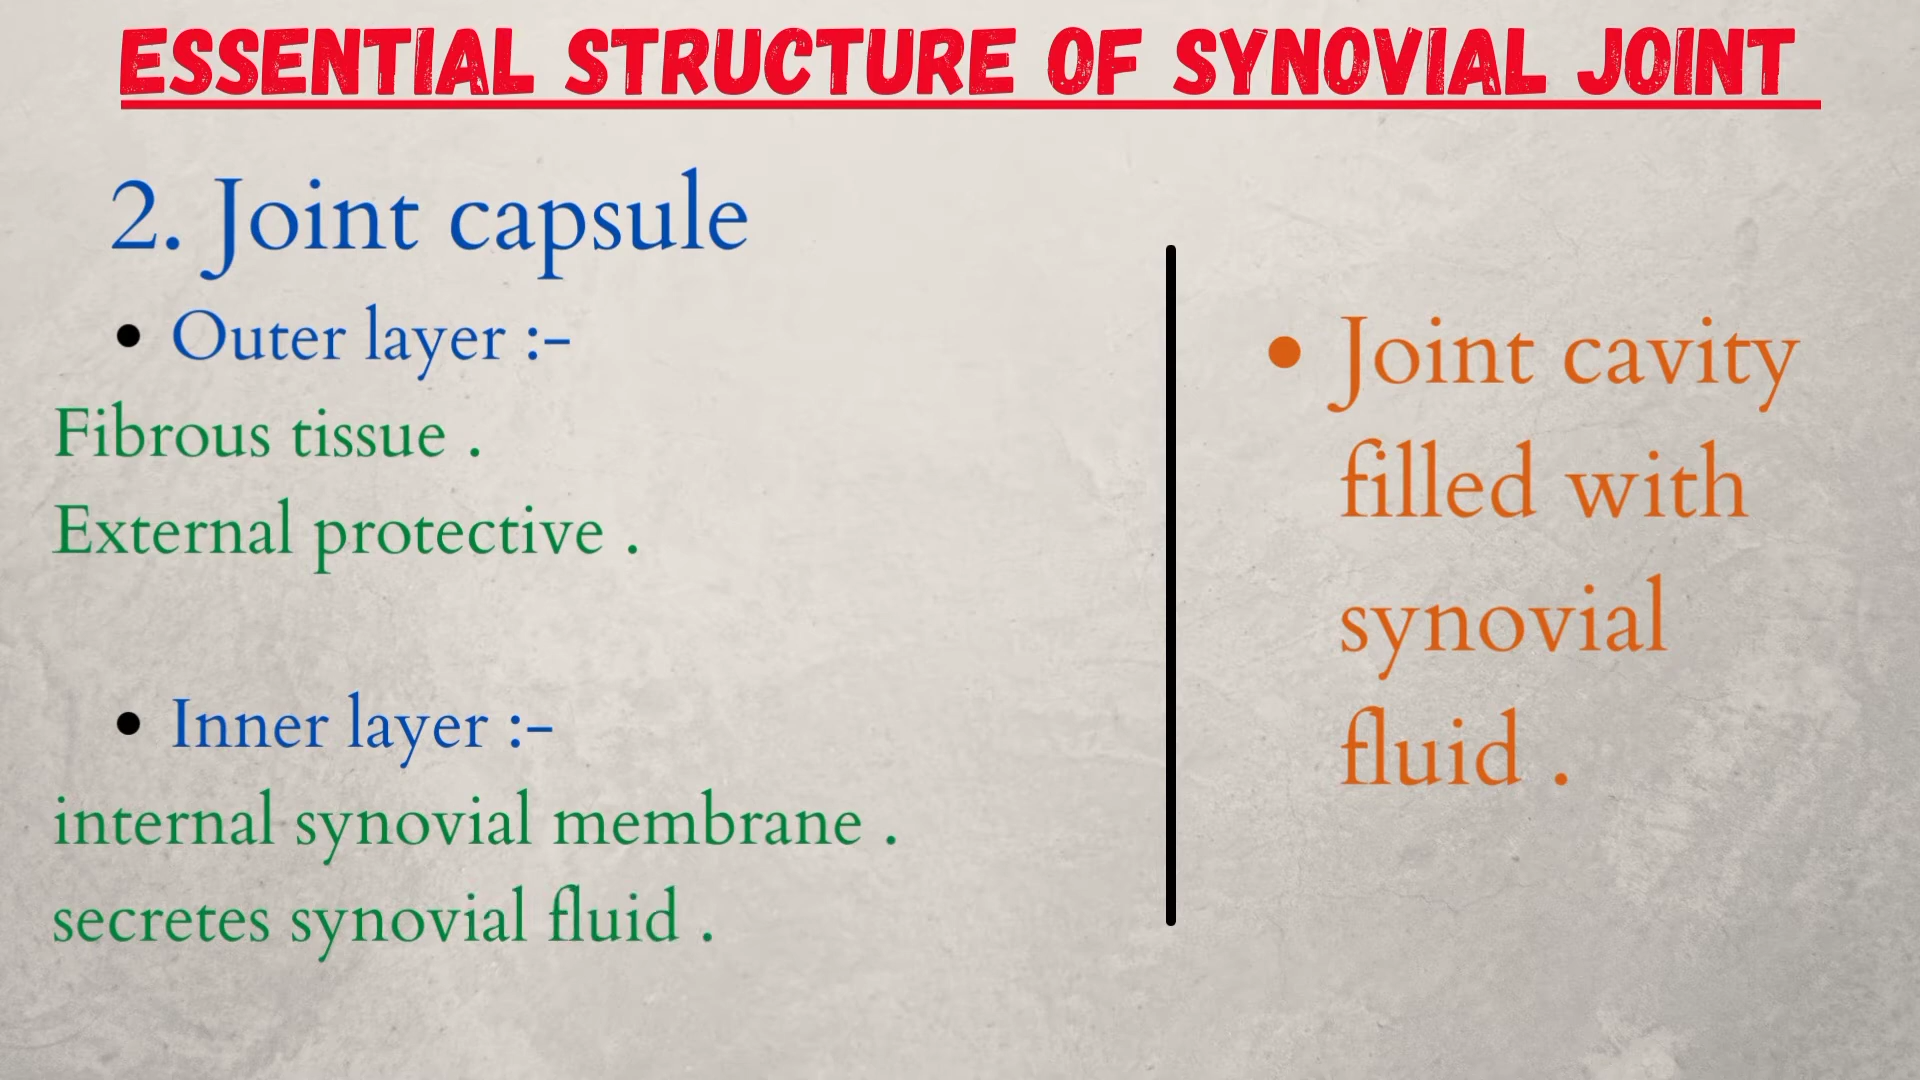 ESSENTIAL STRUCTURE OF SYNOVIAL JOINT
2. Joint capsule
• Outer layer :-
Fibrous tissue .
External protective .
• Inner layer :-
internal synovial membrane .
secretes synovial fluid .
• Joint cavity
filled with
synovial
fluid .